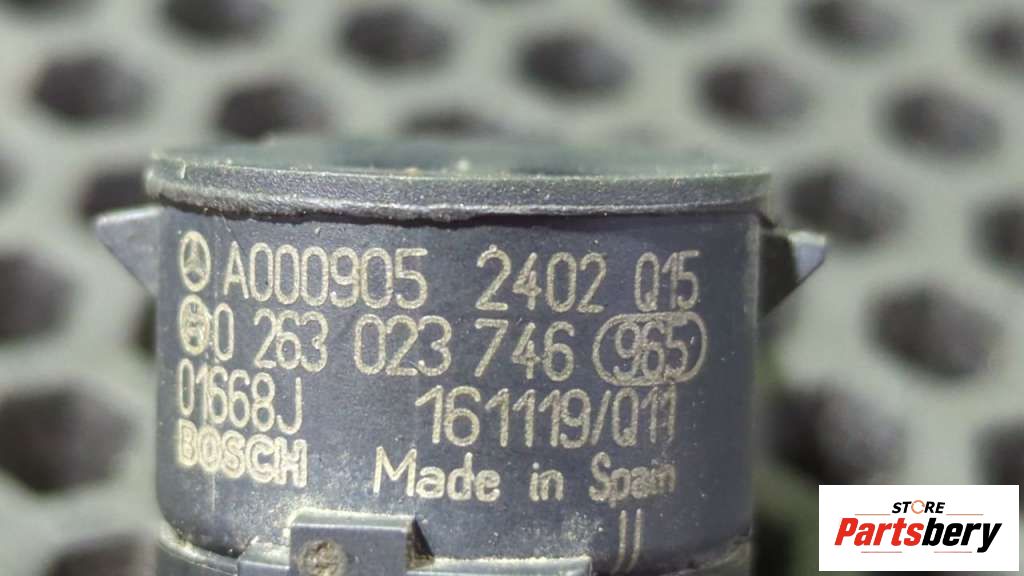 A000905 2402 Q15
0 263 023 746 965
01668J 161119/Q11
BOSCH Made in Spain
STORE
Partsbery